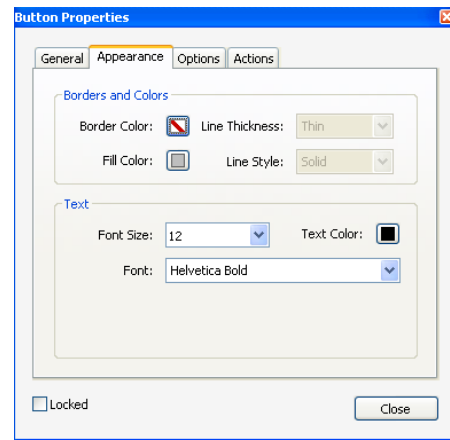 Button Properties
General Appearance Options Actions
Borders and Colors
Border Color: Line Thickness: Thin
Fill Color: Line Style: Solid
Text
Font Size: 12 Text Color:
Font: Helvetica Bold
Locked Close